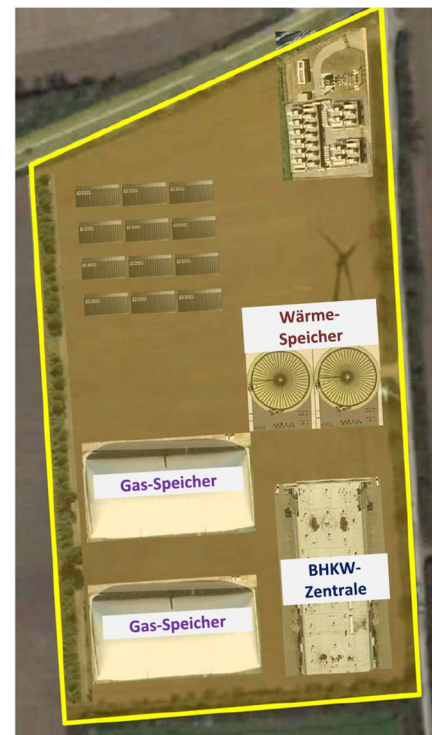 Wärme-
Speicher
Gas-Speicher
BHKW-
Zentrale
Gas-Speicher